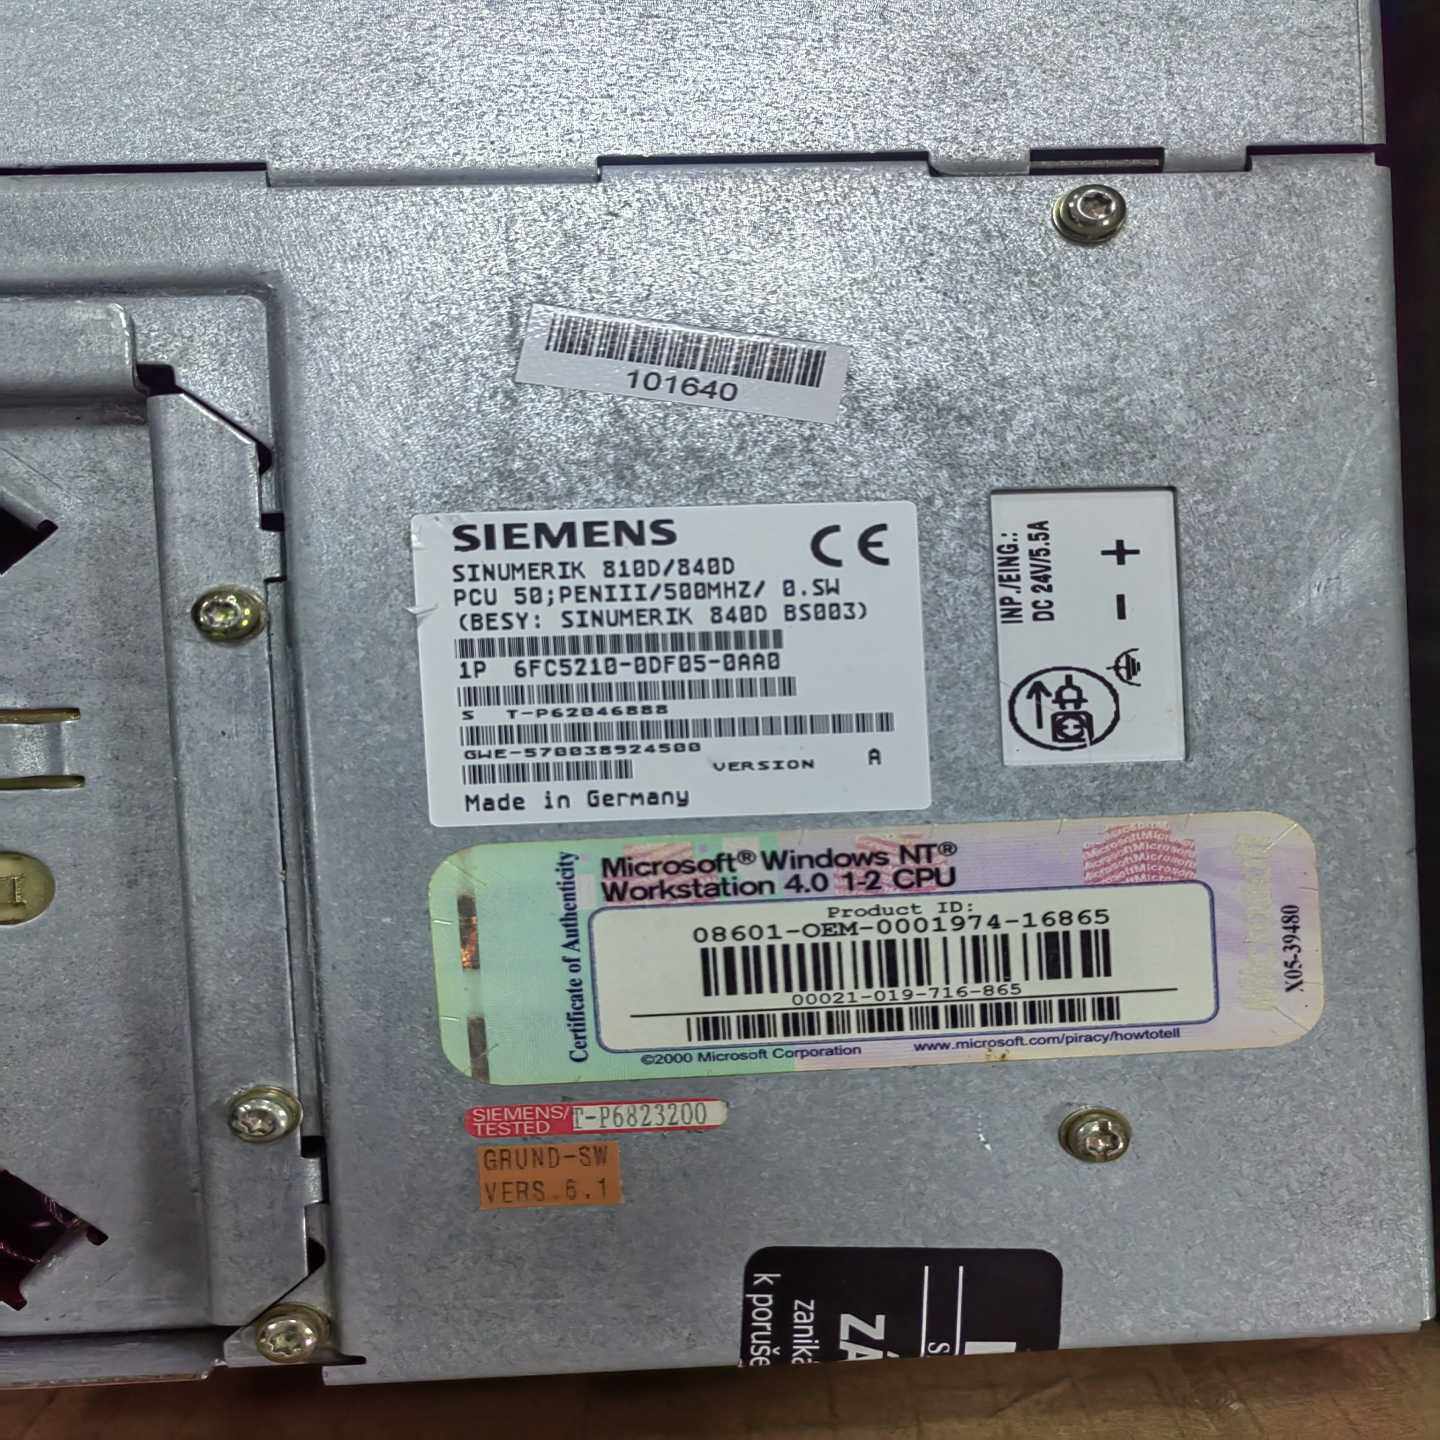 101640
SIEMENS CE
SINUMERIK 810D/840D
PCU 50;PENIII/500MHZ/ 0.SW
(BESY: SINUMERIK 840D BS003)
1P 6FC5210-0DF05-0AA0
S T-P62046888
GWE-570038924500
VERSION A
Made in Germany
INP./EING.:
DC 24V/5.5A
+
-
Certificate of Authenticity
Microsoft® Windows NT®
Workstation 4.0 1-2 CPU
Product ID:
08601-OEM-0001974-16865
00021-019-716-865
©2000 Microsoft Corporation www.microsoft.com/piracy/howtotell
X05-39480
SIEMENS/
TESTED
T-P6823200
GRUND-SW
VERS.6.1